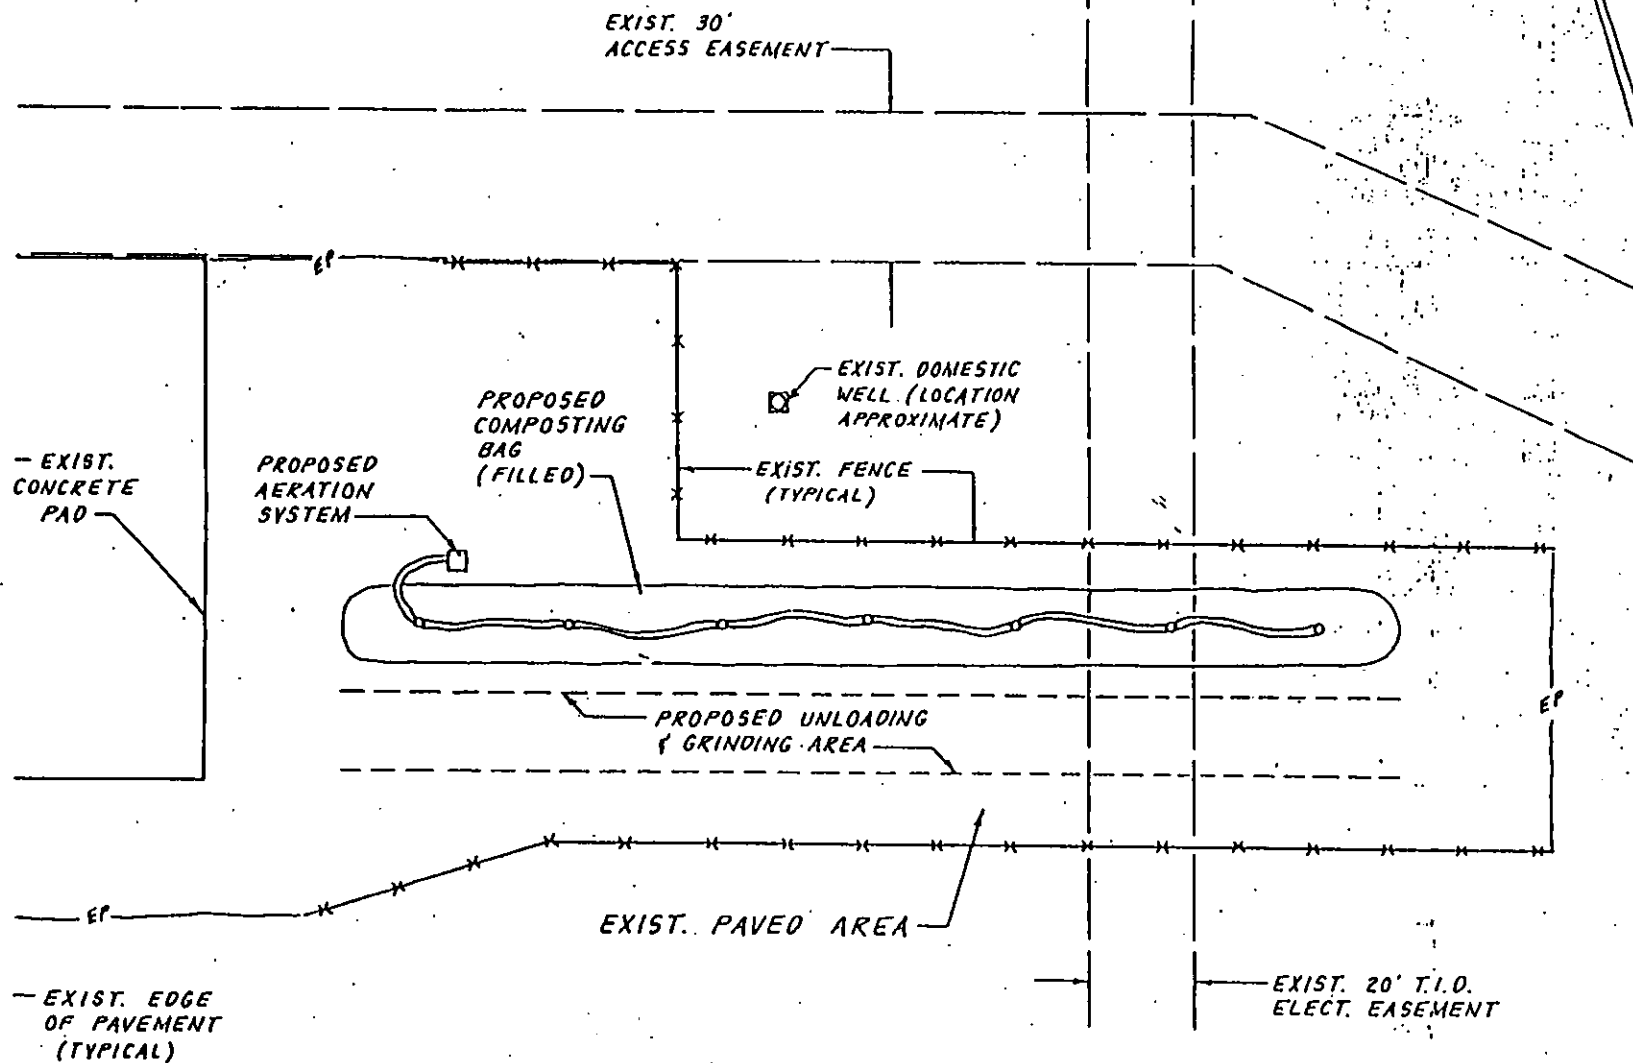 EXIST. 30'
ACCESS EASEMENT
EP
EXIST. DOMESTIC
WELL (LOCATION
APPROXIMATE)
PROPOSED
COMPOSTING
BAG
(FILLED)
EXIST.
CONCRETE
PAD
PROPOSED
AERATION
SYSTEM
EXIST. FENCE
(TYPICAL)
EP
PROPOSED UNLOADING
& GRINDING AREA
EP
EXIST. PAVED AREA
EXIST. EDGE
OF PAVEMENT
(TYPICAL)
EXIST. 20' T.I.D.
ELECT. EASEMENT